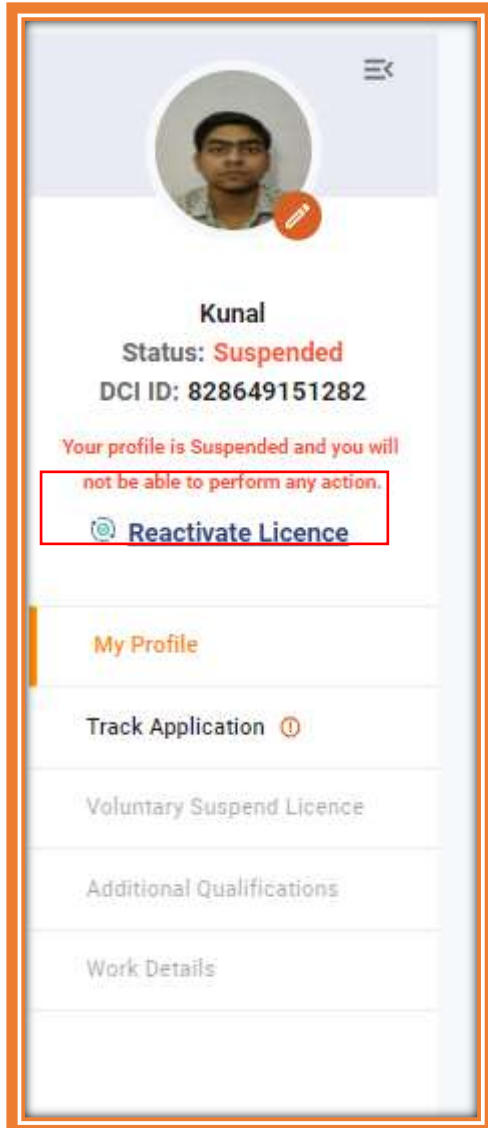 Kunal
Status: Suspended
DCI ID: 828649151282
Your profile is Suspended and you will
not be able to perform any action.
Reactivate Licence
My Profile
Track Application
Voluntary Suspend Licence
Additional Qualifications
Work Details